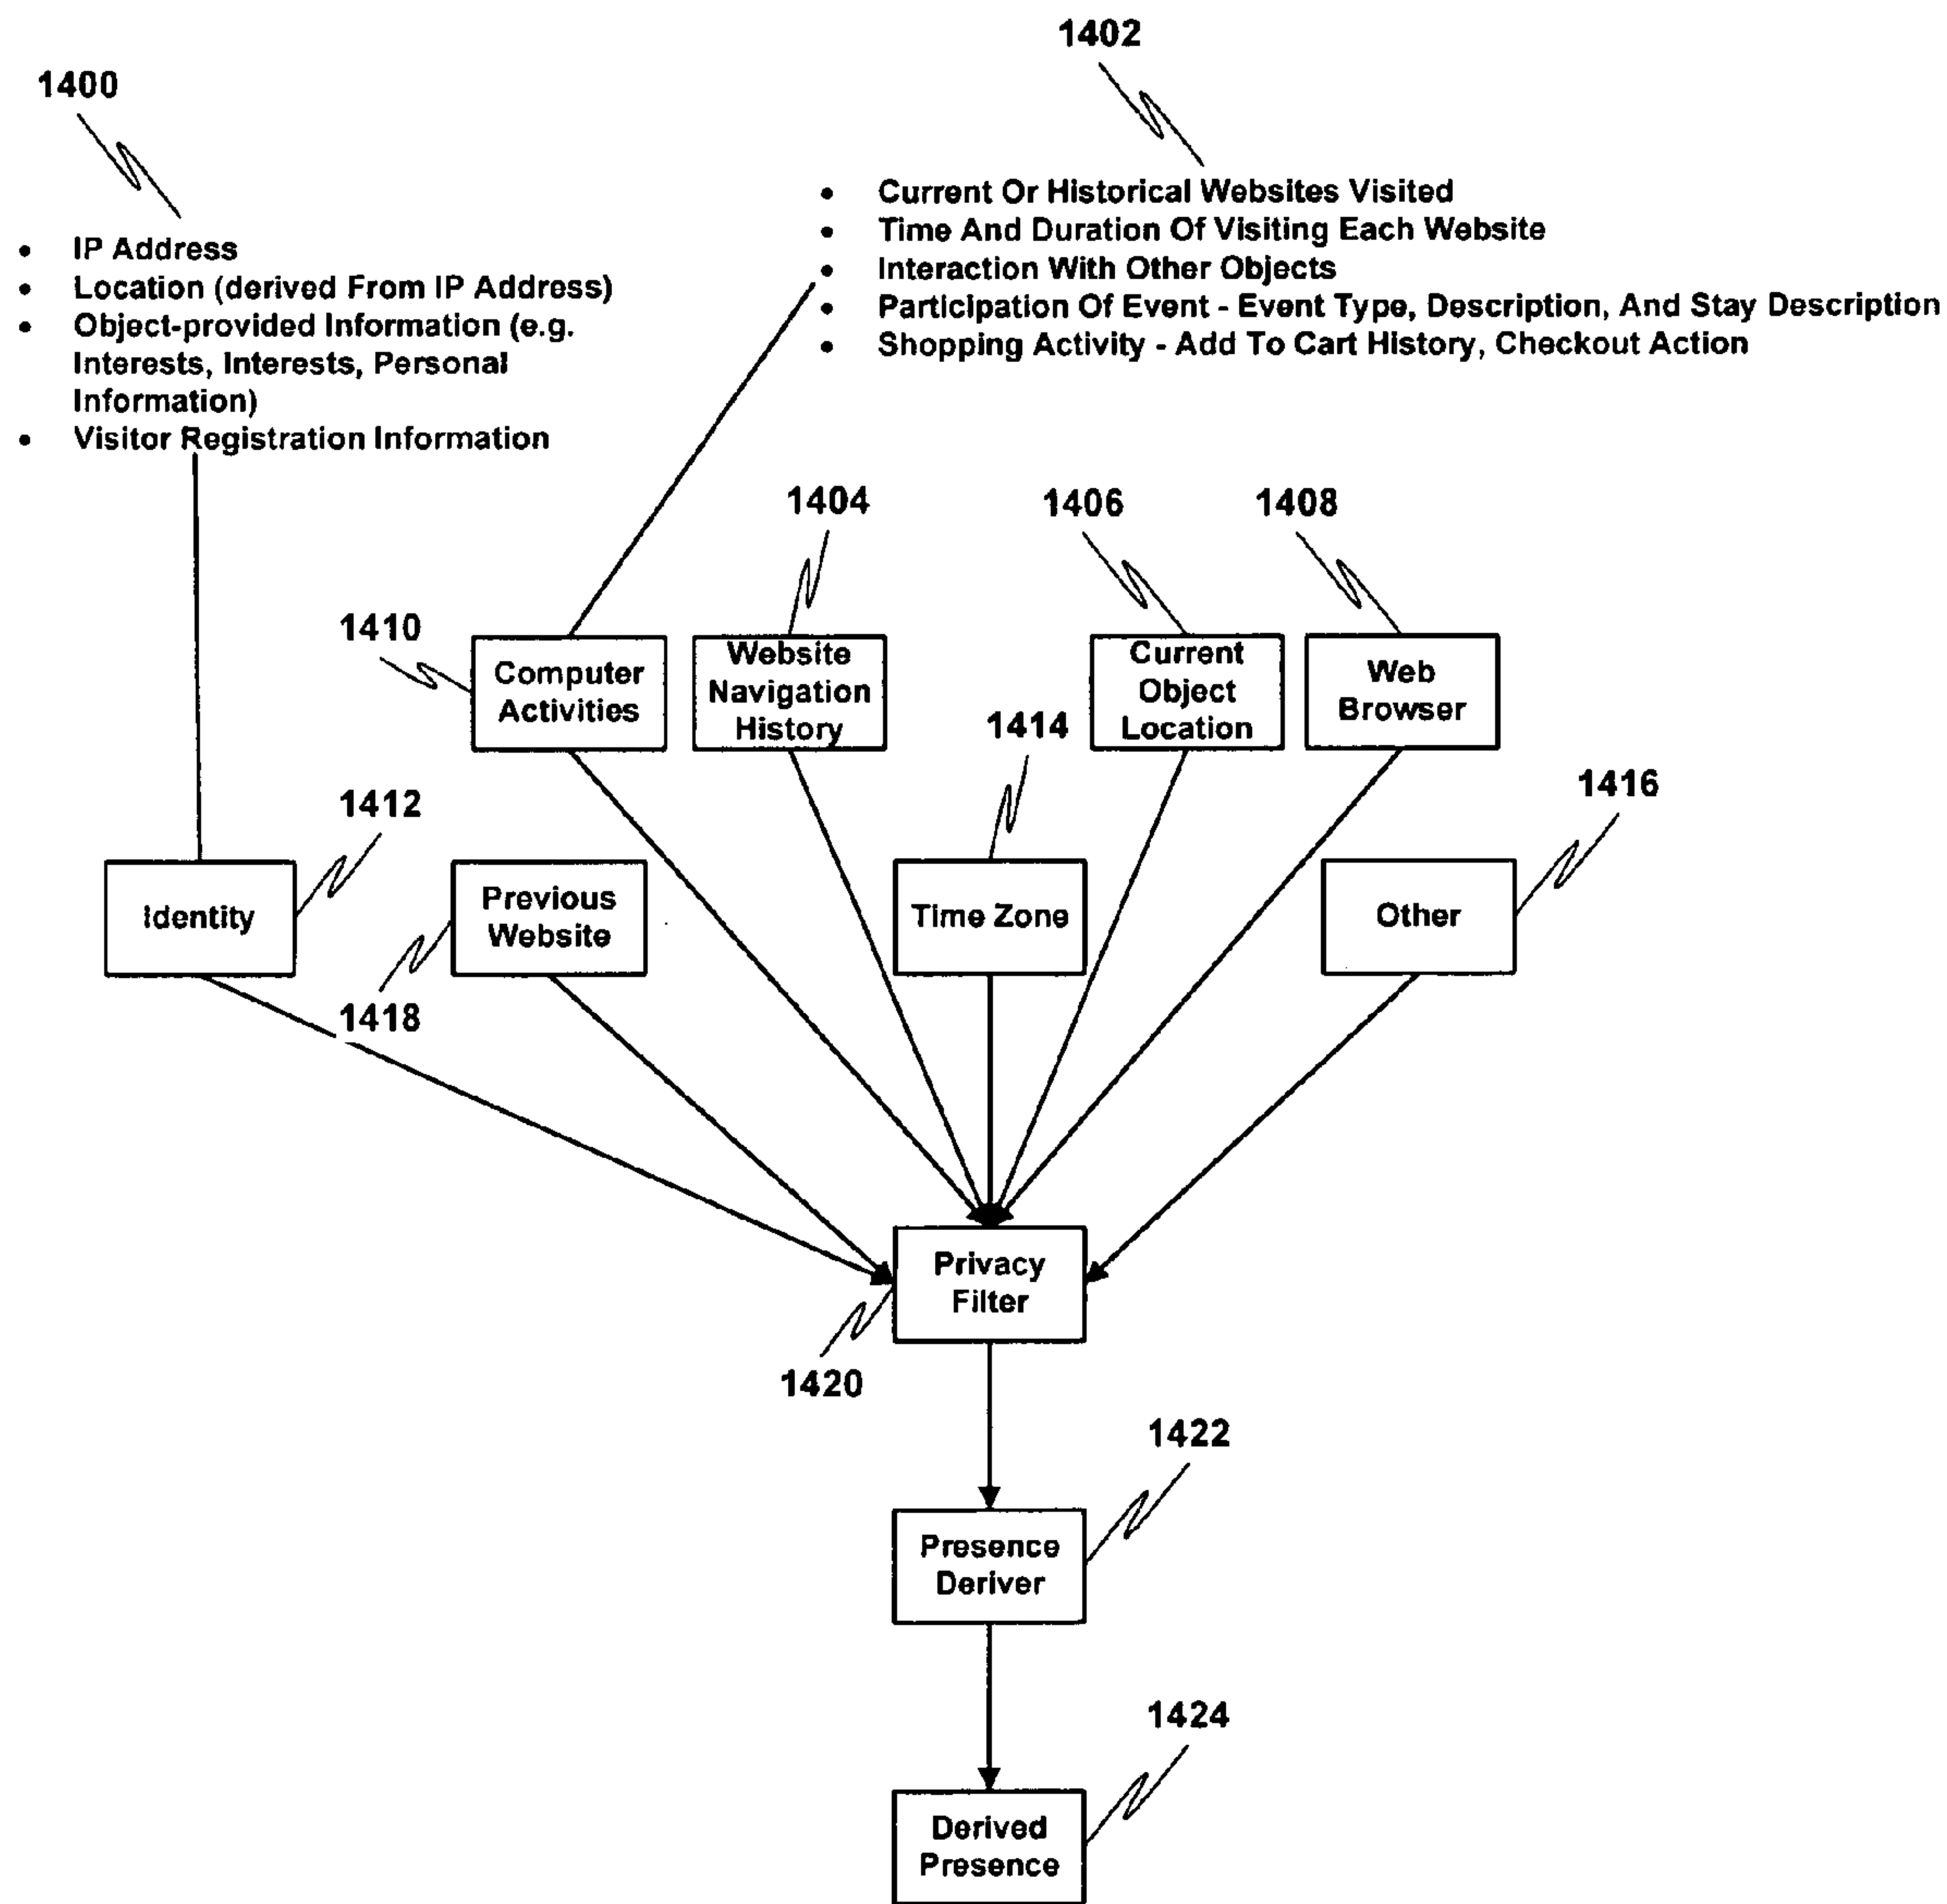 1402
1400
• Current Or Historical Websites Visited
• Time And Duration Of Visiting Each Website
• Interaction With Other Objects
• Participation Of Event - Event Type, Description, And Stay Description
• Shopping Activity - Add To Cart History, Checkout Action
• IP Address
• Location (derived From IP Address)
• Object-provided Information (e.g.
Interests, Interests, Personal
Information)
• Visitor Registration Information
1404
1406
1408
1410
Computer
Activities
Website
Navigation
History
Current
Object
Location
Web
Browser
1414
1412
1416
Identity
Previous
Website
Time Zone
Other
1418
Privacy
Filter
1420
1422
Presence
Deriver
1424
Derived
Presence